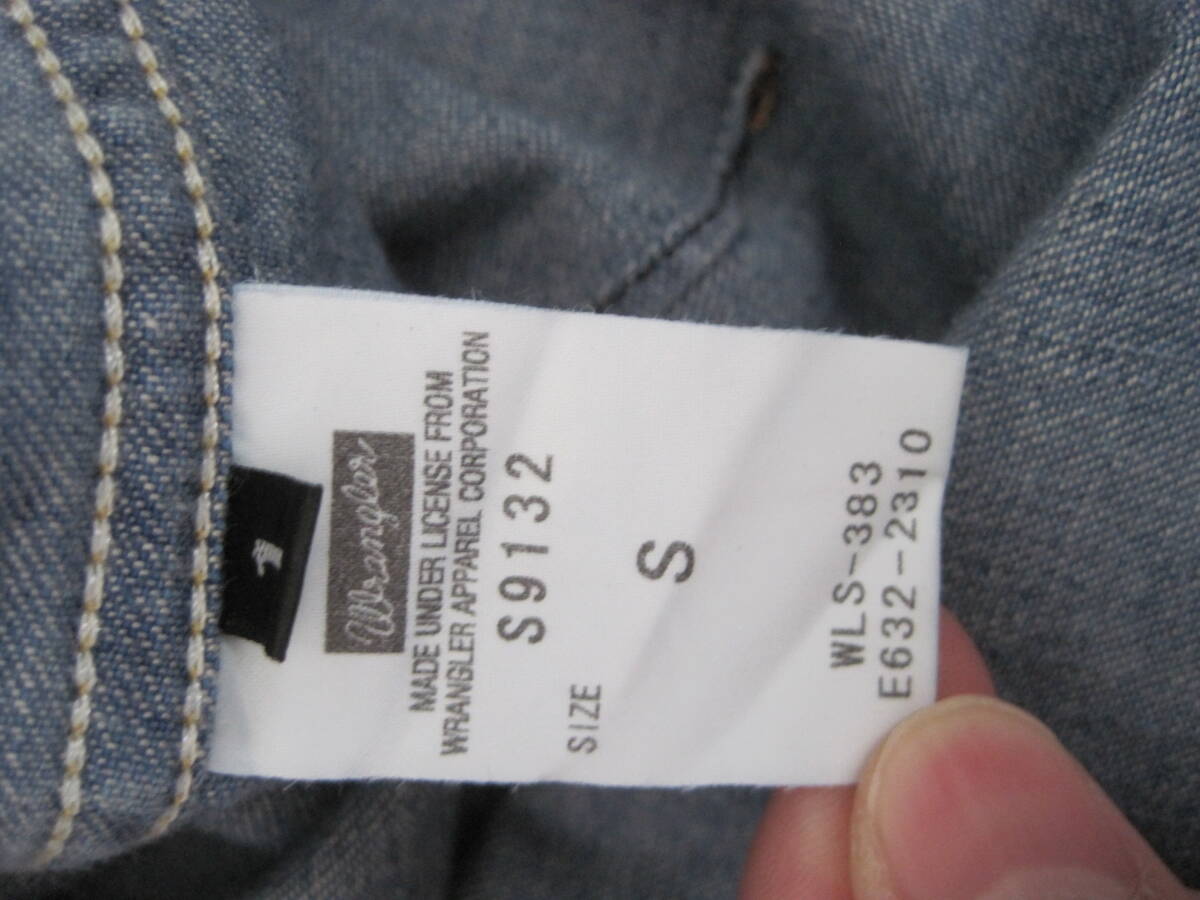 Wrangler
MADE UNDER LICENSE FROM
WRANGLER APPAREL CORPORATION
S9132
SIZE
S
WLS-383
E632-2310